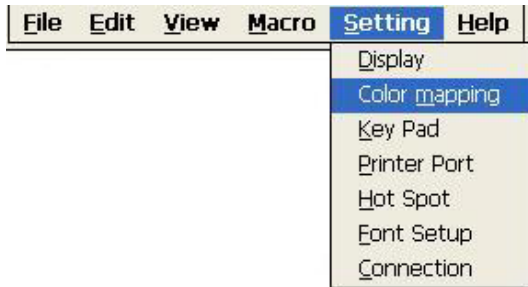 File Edit View Macro Setting Help
Display
Color mapping
Key Pad
Printer Port
Hot Spot
Font Setup
Connection